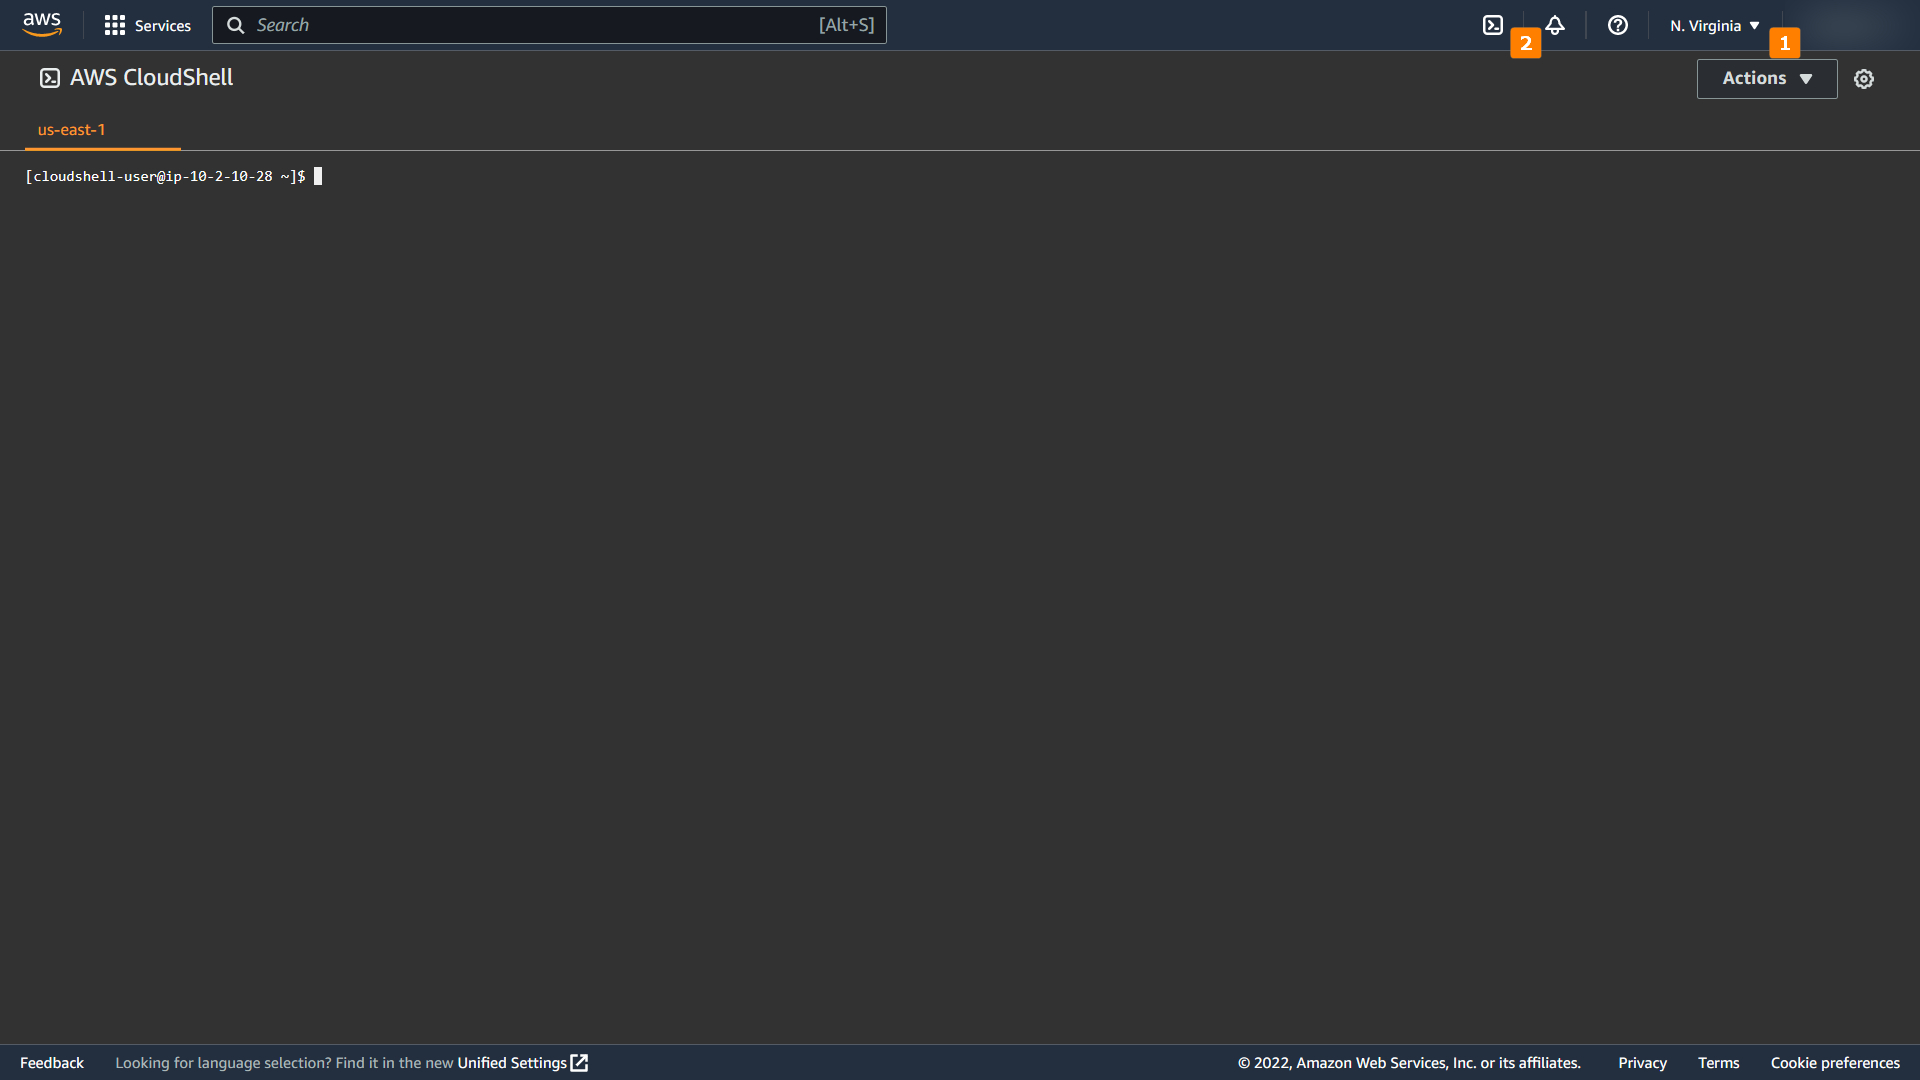 aws Services Search [Alt+S] 2 N. Virginia 1
AWS CloudShell Actions
us-east-1
[cloudshell-user@ip-10-2-10-28 ~]$
Feedback Looking for language selection? Find it in the new Unified Settings © 2022, Amazon Web Services, Inc. or its affiliates. Privacy Terms Cookie preferences